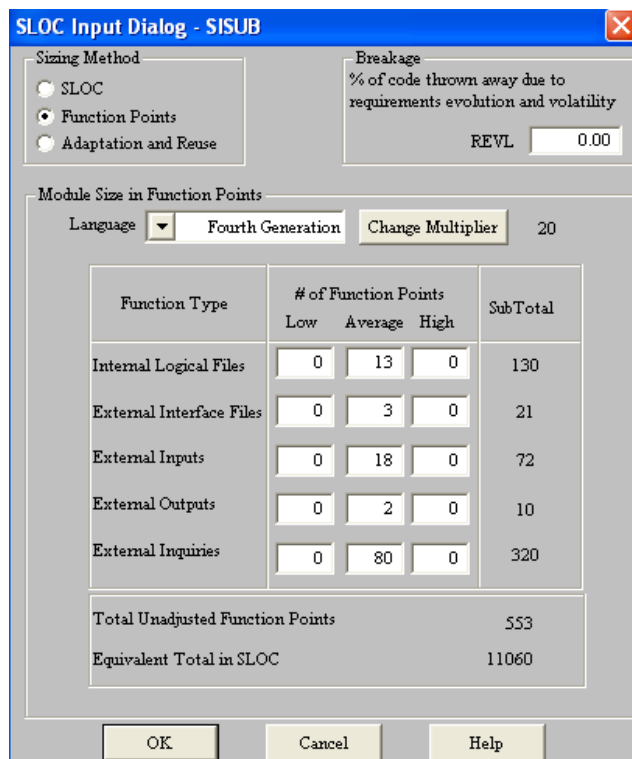 SLOC Input Dialog - SISUB
Sizing Method
SLOC
Function Points
Adaptation and Reuse
Breakage
% of code thrown away due to
requirements evolution and volatility
REVL 0.00
Module Size in Function Points
Language Fourth Generation Change Multiplier 20
Function Type # of Function Points SubTotal
Low Average High
Internal Logical Files 0 13 0 130
External Interface Files 0 3 0 21
External Inputs 0 18 0 72
External Outputs 0 2 0 10
External Inquiries 0 80 0 320
Total Unadjusted Function Points 553
Equivalent Total in SLOC 11060
OK Cancel Help